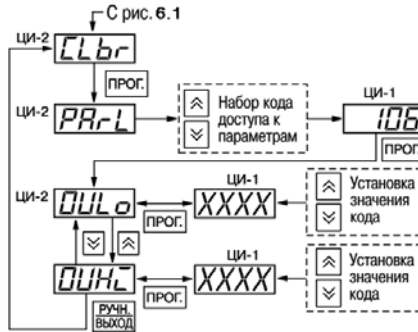 С рис. 6.1
ЦИ-2
CLbr
ПРОГ.
ЦИ-2
PArL
Набор кода
доступа к
параметрам
ЦИ-1
106
ПРОГ.
ЦИ-2
OULo
ПРОГ.
ЦИ-1
XXXX
Установка
значения
кода
OUHI
ПРОГ.
ЦИ-1
XXXX
Установка
значения
кода
РУЧН.
ВЫХОД